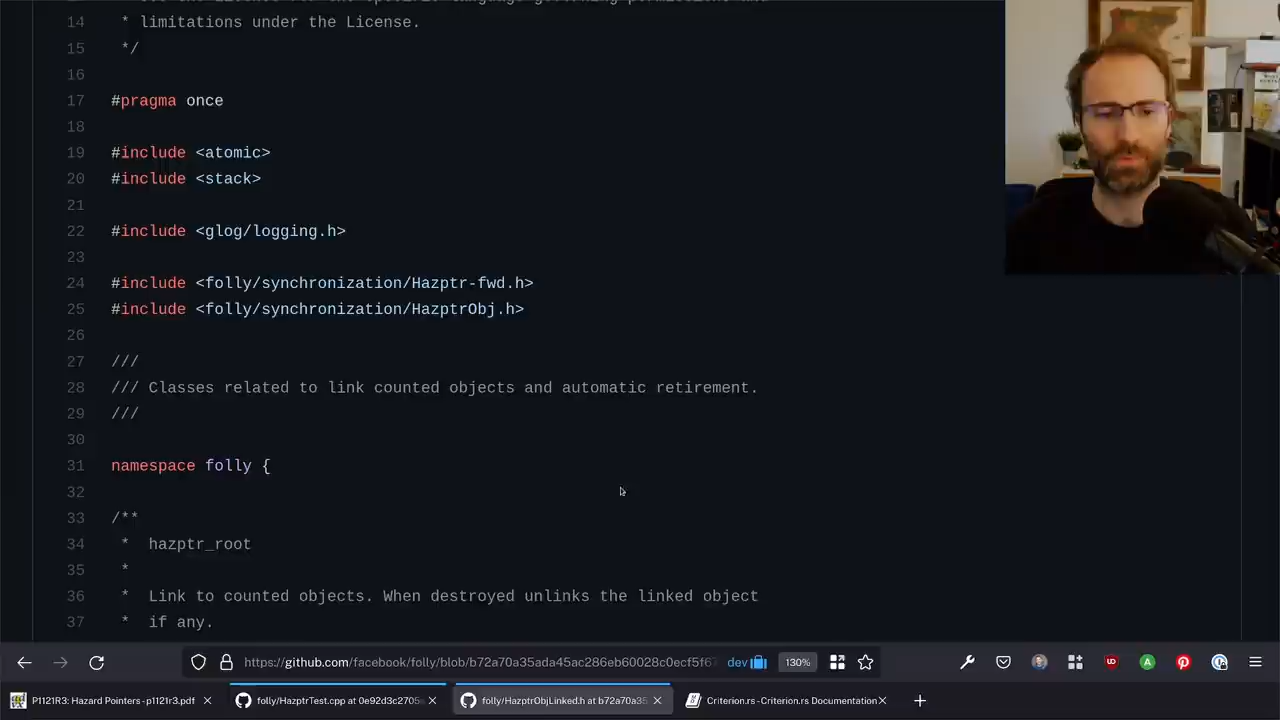 14 * limitations under the License.
15 */
16
17 #pragma once
18
19 #include <atomic>
20 #include <stack>
21
22 #include <glog/logging.h>
23
24 #include <folly/synchronization/Hazptr-fwd.h>
25 #include <folly/synchronization/HazptrObj.h>
26
27 ///
28 /// Classes related to link counted objects and automatic retirement.
29 ///
30
31 namespace folly {
32
33 /**
34 * hazptr_root
35 *
36 * Link to counted objects. When destroyed unlinks the linked object
37 * if any.
https://github.com/facebook/folly/blob/b72a70a35ada45ac286eb60028c0ecf5f67 dev 130%
P1121R3: Hazard Pointers - p1121r3.pdf
folly/HazptrTest.cpp at 0e92d3c2705
folly/HazptrObjLinked.h at b72a70a35
Criterion.rs - Criterion.rs Documentation